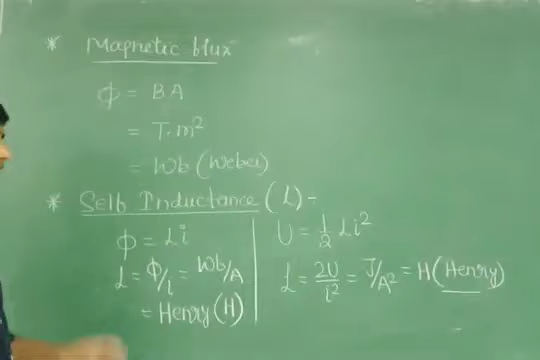 * Magnetic flux
Φ = BA
= T.m²
= Wb (Weber)
* Self Inductance (L) -
Φ = Li
L = Φ/i = Wb/A
= Henry (H)
U = 1/2 Li²
L = 2U/i² = J/A² = H (Henry)